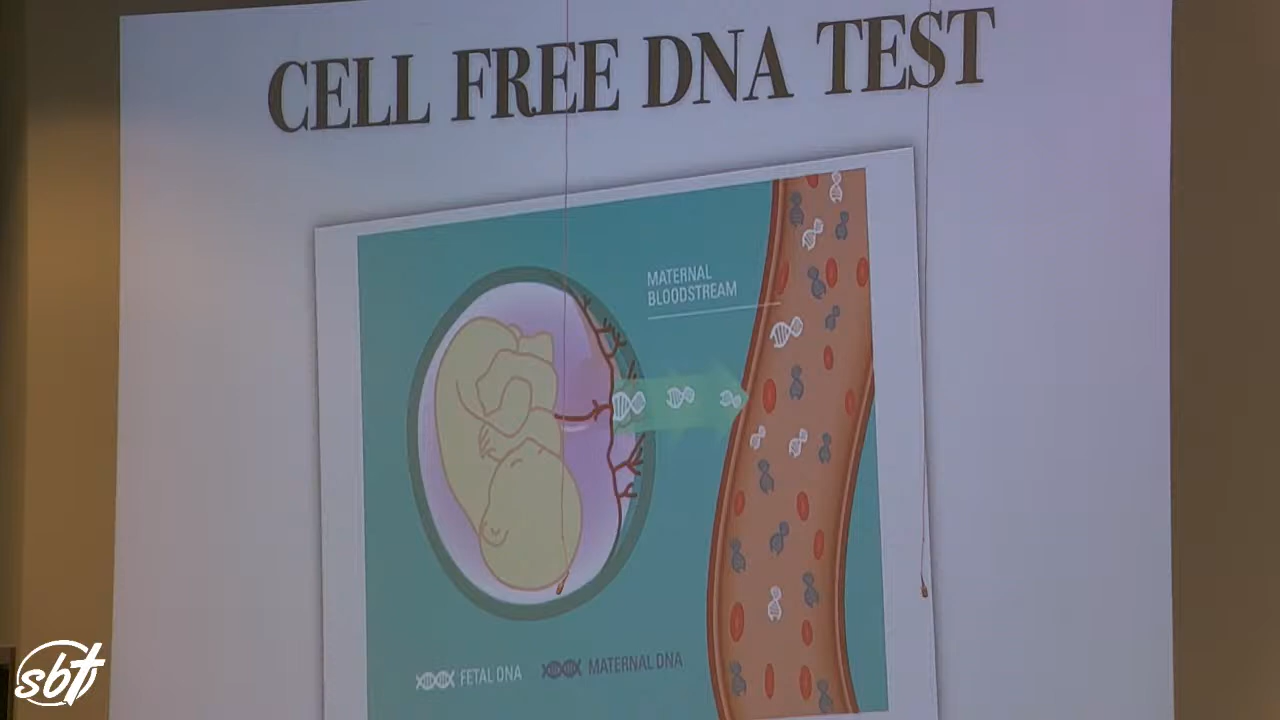 CELL FREE DNA TEST
MATERNAL
BLOODSTREAM
FETAL DNA
MATERNAL DNA
sbt